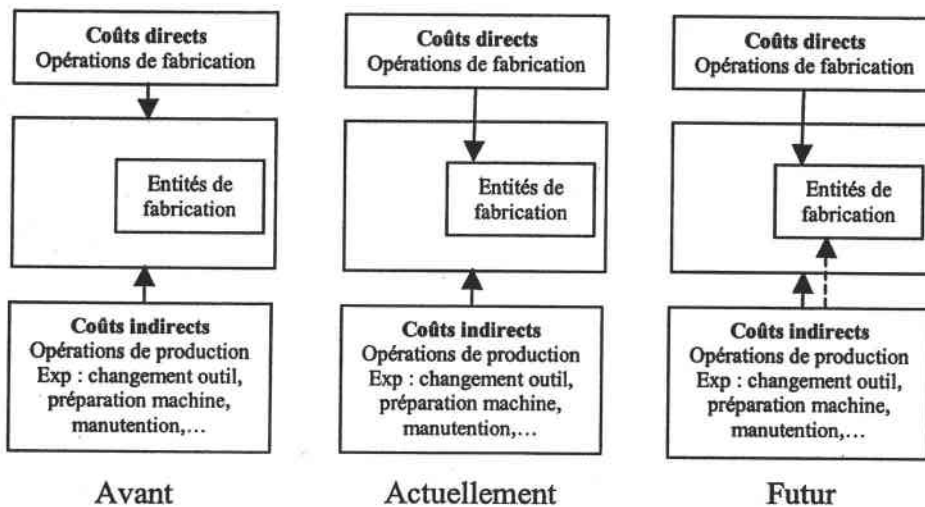 Coûts directs
Opérations de fabrication
Entités de
fabrication
Coûts indirects
Opérations de production
Exp : changement outil,
préparation machine,
manutention,...
Avant
Coûts directs
Opérations de fabrication
Entités de
fabrication
Coûts indirects
Opérations de production
Exp : changement outil,
préparation machine,
manutention,...
Actuellement
Coûts directs
Opérations de fabrication
Entités de
fabrication
Coûts indirects
Opérations de production
Exp : changement outil,
préparation machine,
manutention,...
Futur